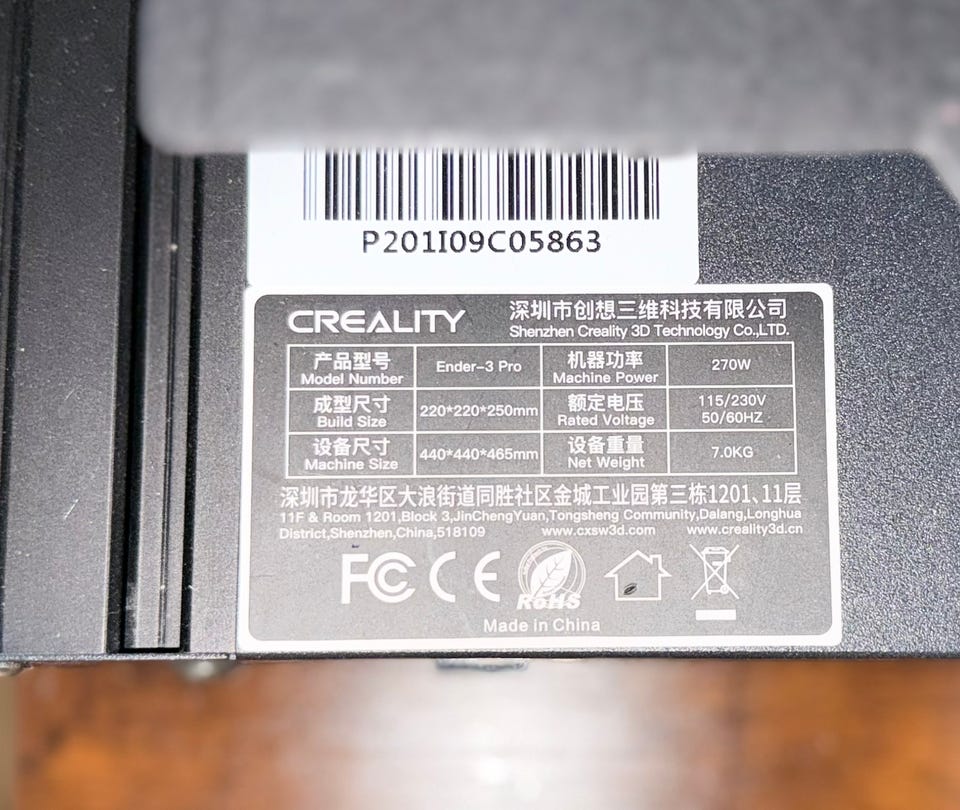 P201I09C05863
CREALITY 深圳市创想三维科技有限公司
Shenzhen Creality 3D Technology Co.,LTD.
产品型号 Ender-3 Pro 机器功率 270W
Model Number Machine Power
成型尺寸 220*220*250mm 额定电压 115/230V
Build Size Rated Voltage 50/60HZ
设备尺寸 440*440*465mm 设备重量 7.0KG
Machine Size Net Weight
深圳市龙华区大浪街道同胜社区金城工业园第三栋1201、11层
11F & Room 1201,Block 3,JinChengYuan,Tongsheng Community,Dalang,Longhua
District,Shenzhen,China,518109 www.cxsw3d.com www.creality3d.cn
FC CE RoHS
Made in China